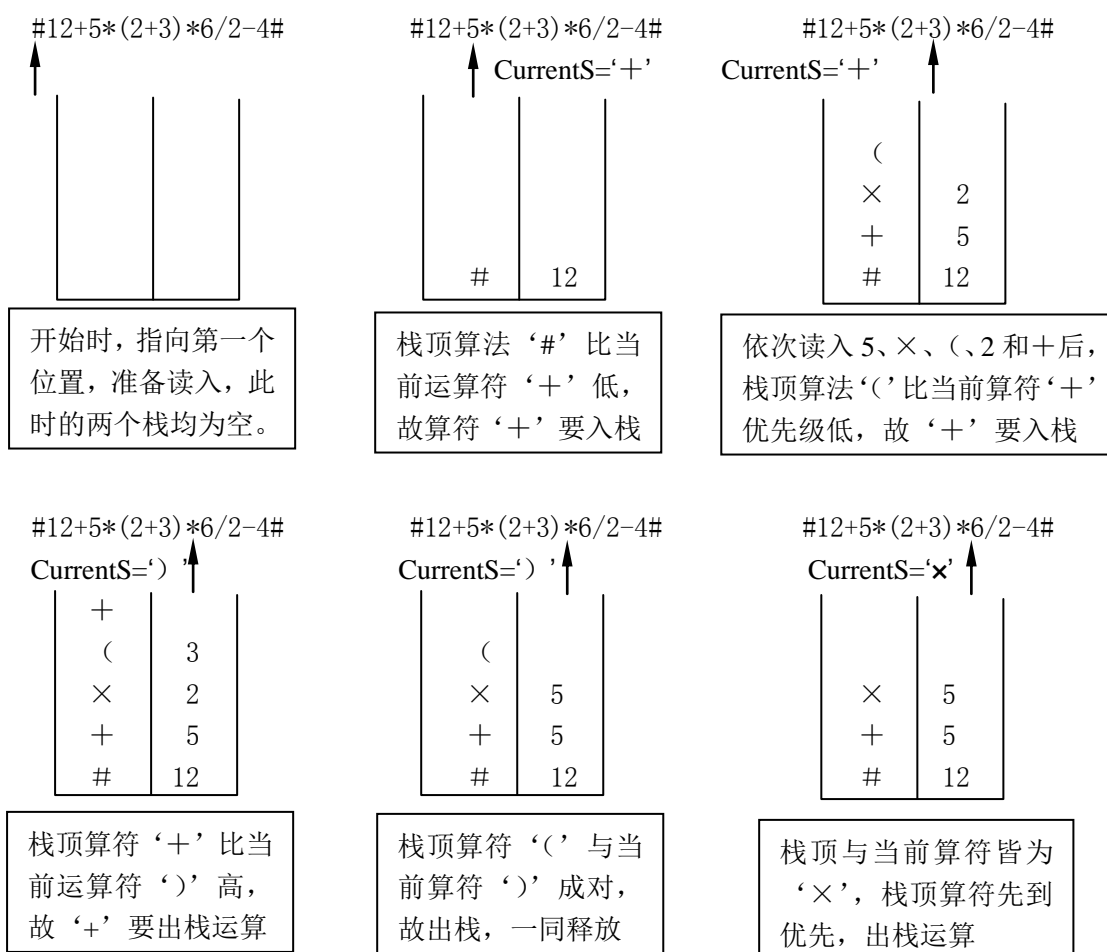 #12+5*(2+3)*6/2-4#
#12+5*(2+3)*6/2-4#
CurrentS=‘＋’
# 12
#12+5*(2+3)*6/2-4#
CurrentS=‘＋’
（
× 2
＋ 5
# 12
开始时，指向第一个
位置，准备读入，此
时的两个栈均为空。
栈顶算法‘#’比当
前运算符‘＋’低，
故算符‘＋’要入栈
依次读入 5、×、（、2 和＋后，
栈顶算法‘（’比当前算符‘＋’
优先级低，故‘＋’要入栈
#12+5*(2+3)*6/2-4#
CurrentS=‘）’
＋
（ 3
× 2
＋ 5
# 12
#12+5*(2+3)*6/2-4#
CurrentS=‘）’
（
× 5
＋ 5
# 12
#12+5*(2+3)*6/2-4#
CurrentS=‘×’
× 5
＋ 5
# 12
栈顶算符‘＋’比当
前运算符‘）’高，
故‘+’要出栈运算
栈顶算符‘（’与当
前算符‘）’成对，
故出栈，一同释放
栈顶与当前算符皆为
‘×’，栈顶算符先到
优先，出栈运算